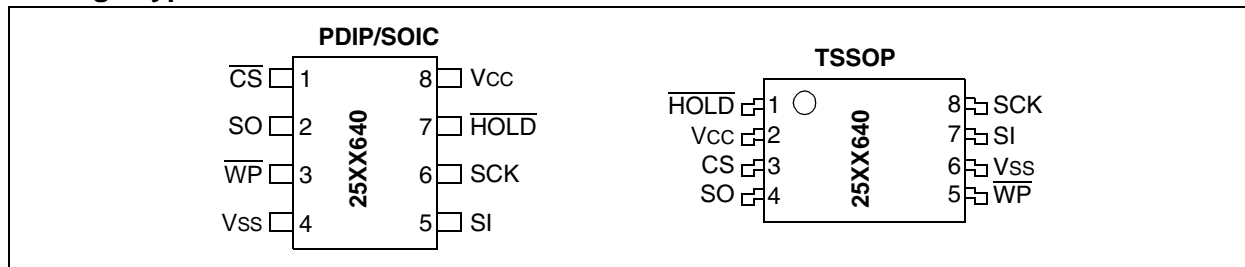 PDIP/SOIC
CS 1 8 VCC
SO 2 7 HOLD
WP 3 6 SCK
VSS 4 5 SI
25XX640
TSSOP
HOLD 1 8 SCK
VCC 2 7 SI
CS 3 6 VSS
SO 4 5 WP
25XX640